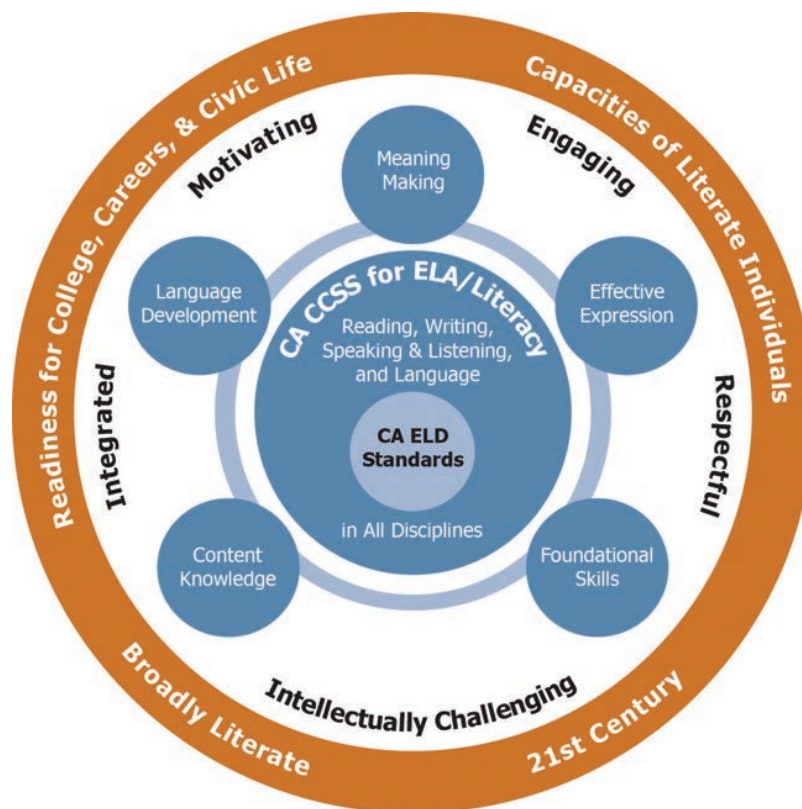 Readiness for College, Careers, & Civic Life
Capacities of Literate Individuals
Motivating
Engaging
Meaning
Making
Language
Development
Effective
Expression
CA CCSS for ELA/Literacy
Reading, Writing,
Speaking & Listening,
and Language
CA ELD
Standards
in All Disciplines
Integrated
Respectful
Content
Knowledge
Foundational
Skills
Intellectually Challenging
Broadly Literate
21st Century